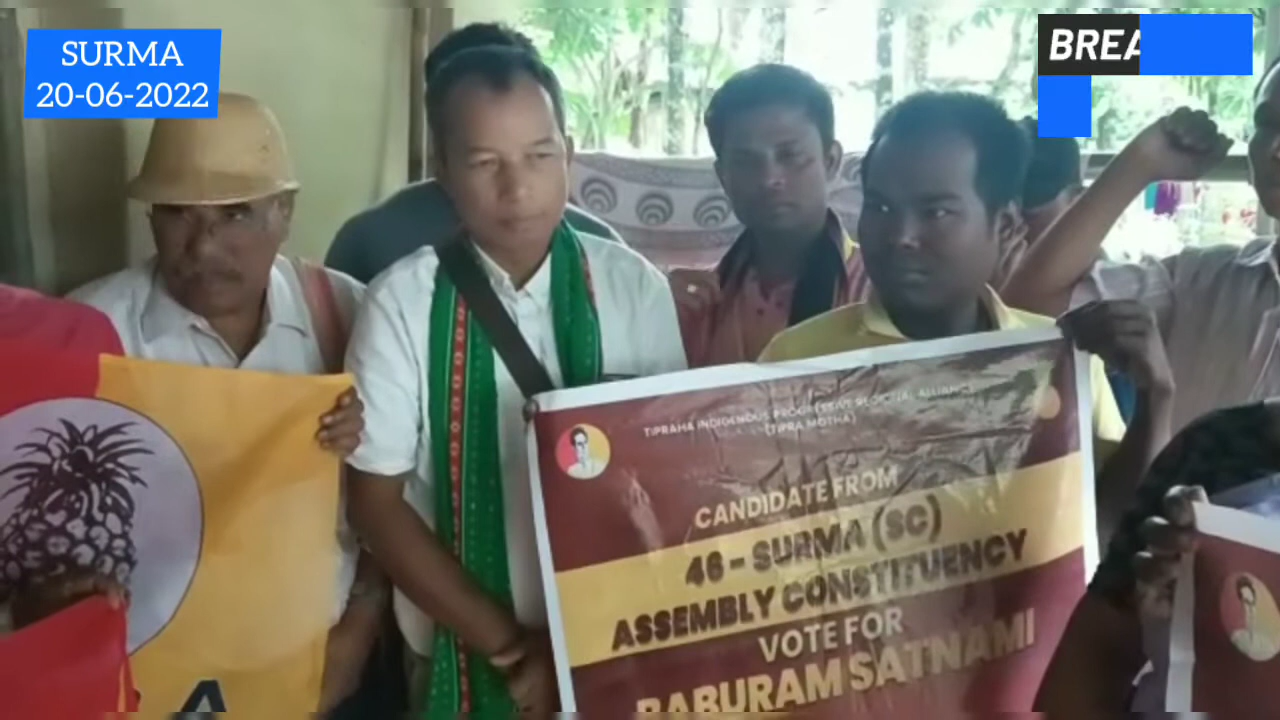 SURMA
20-06-2022
BREA
TIPRAHA INDIGENOUS PROGRESSIVE REGIONAL ALLIANCE
(TIPRA MOTHA)
CANDIDATE FROM
46 - SURMA (SC)
ASSEMBLY CONSTITUENCY
VOTE FOR
BABURAM SATNAMI
A